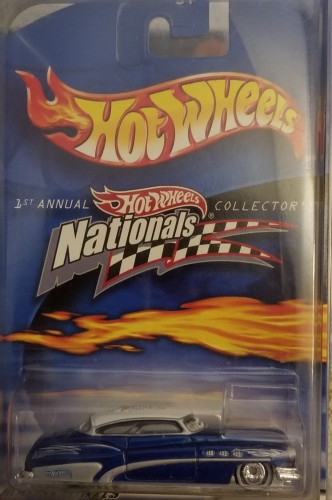 HOT WHEELS
1ST ANNUAL HOT WHEELS COLLECTOR'
Nationals